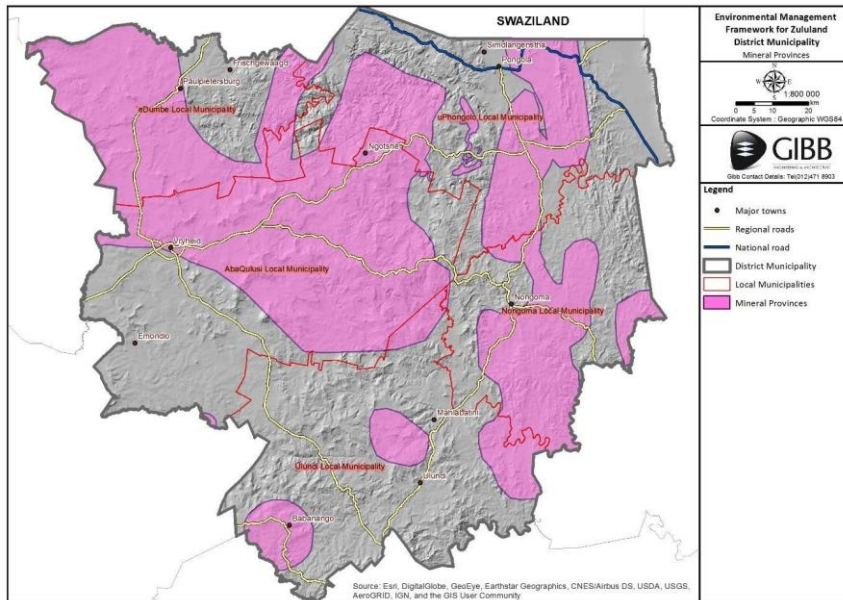 SWAZILAND
Simdlangentsha
Pongola
Frischgewaagd
Paulpietersburg
eDumbe Local Municipality
uPhongolo Local Municipality
Ngotshe
Vryheid
AbaQulusi Local Municipality
Nongoma
Nongoma Local Municipality
Emondlo
Mahlabatini
Ulundi Local Municipality
Ulundi
Babanango
Source: Esri, DigitalGlobe, GeoEye, Earthstar Geographics, CNES/Airbus DS, USDA, USGS,
AeroGRID, IGN, and the GIS User Community
Environmental Management
Framework for Zululand
District Municipality
Mineral Provinces
N
W
E
S
1:800 000
0
5
10
20
km
Coordinate System : Geographic WGS84
GIBB
Gibb Contact Details: Tel(012)471 8903
Legend
Major towns
Regional roads
National road
District Municipality
Local Municipalities
Mineral Provinces